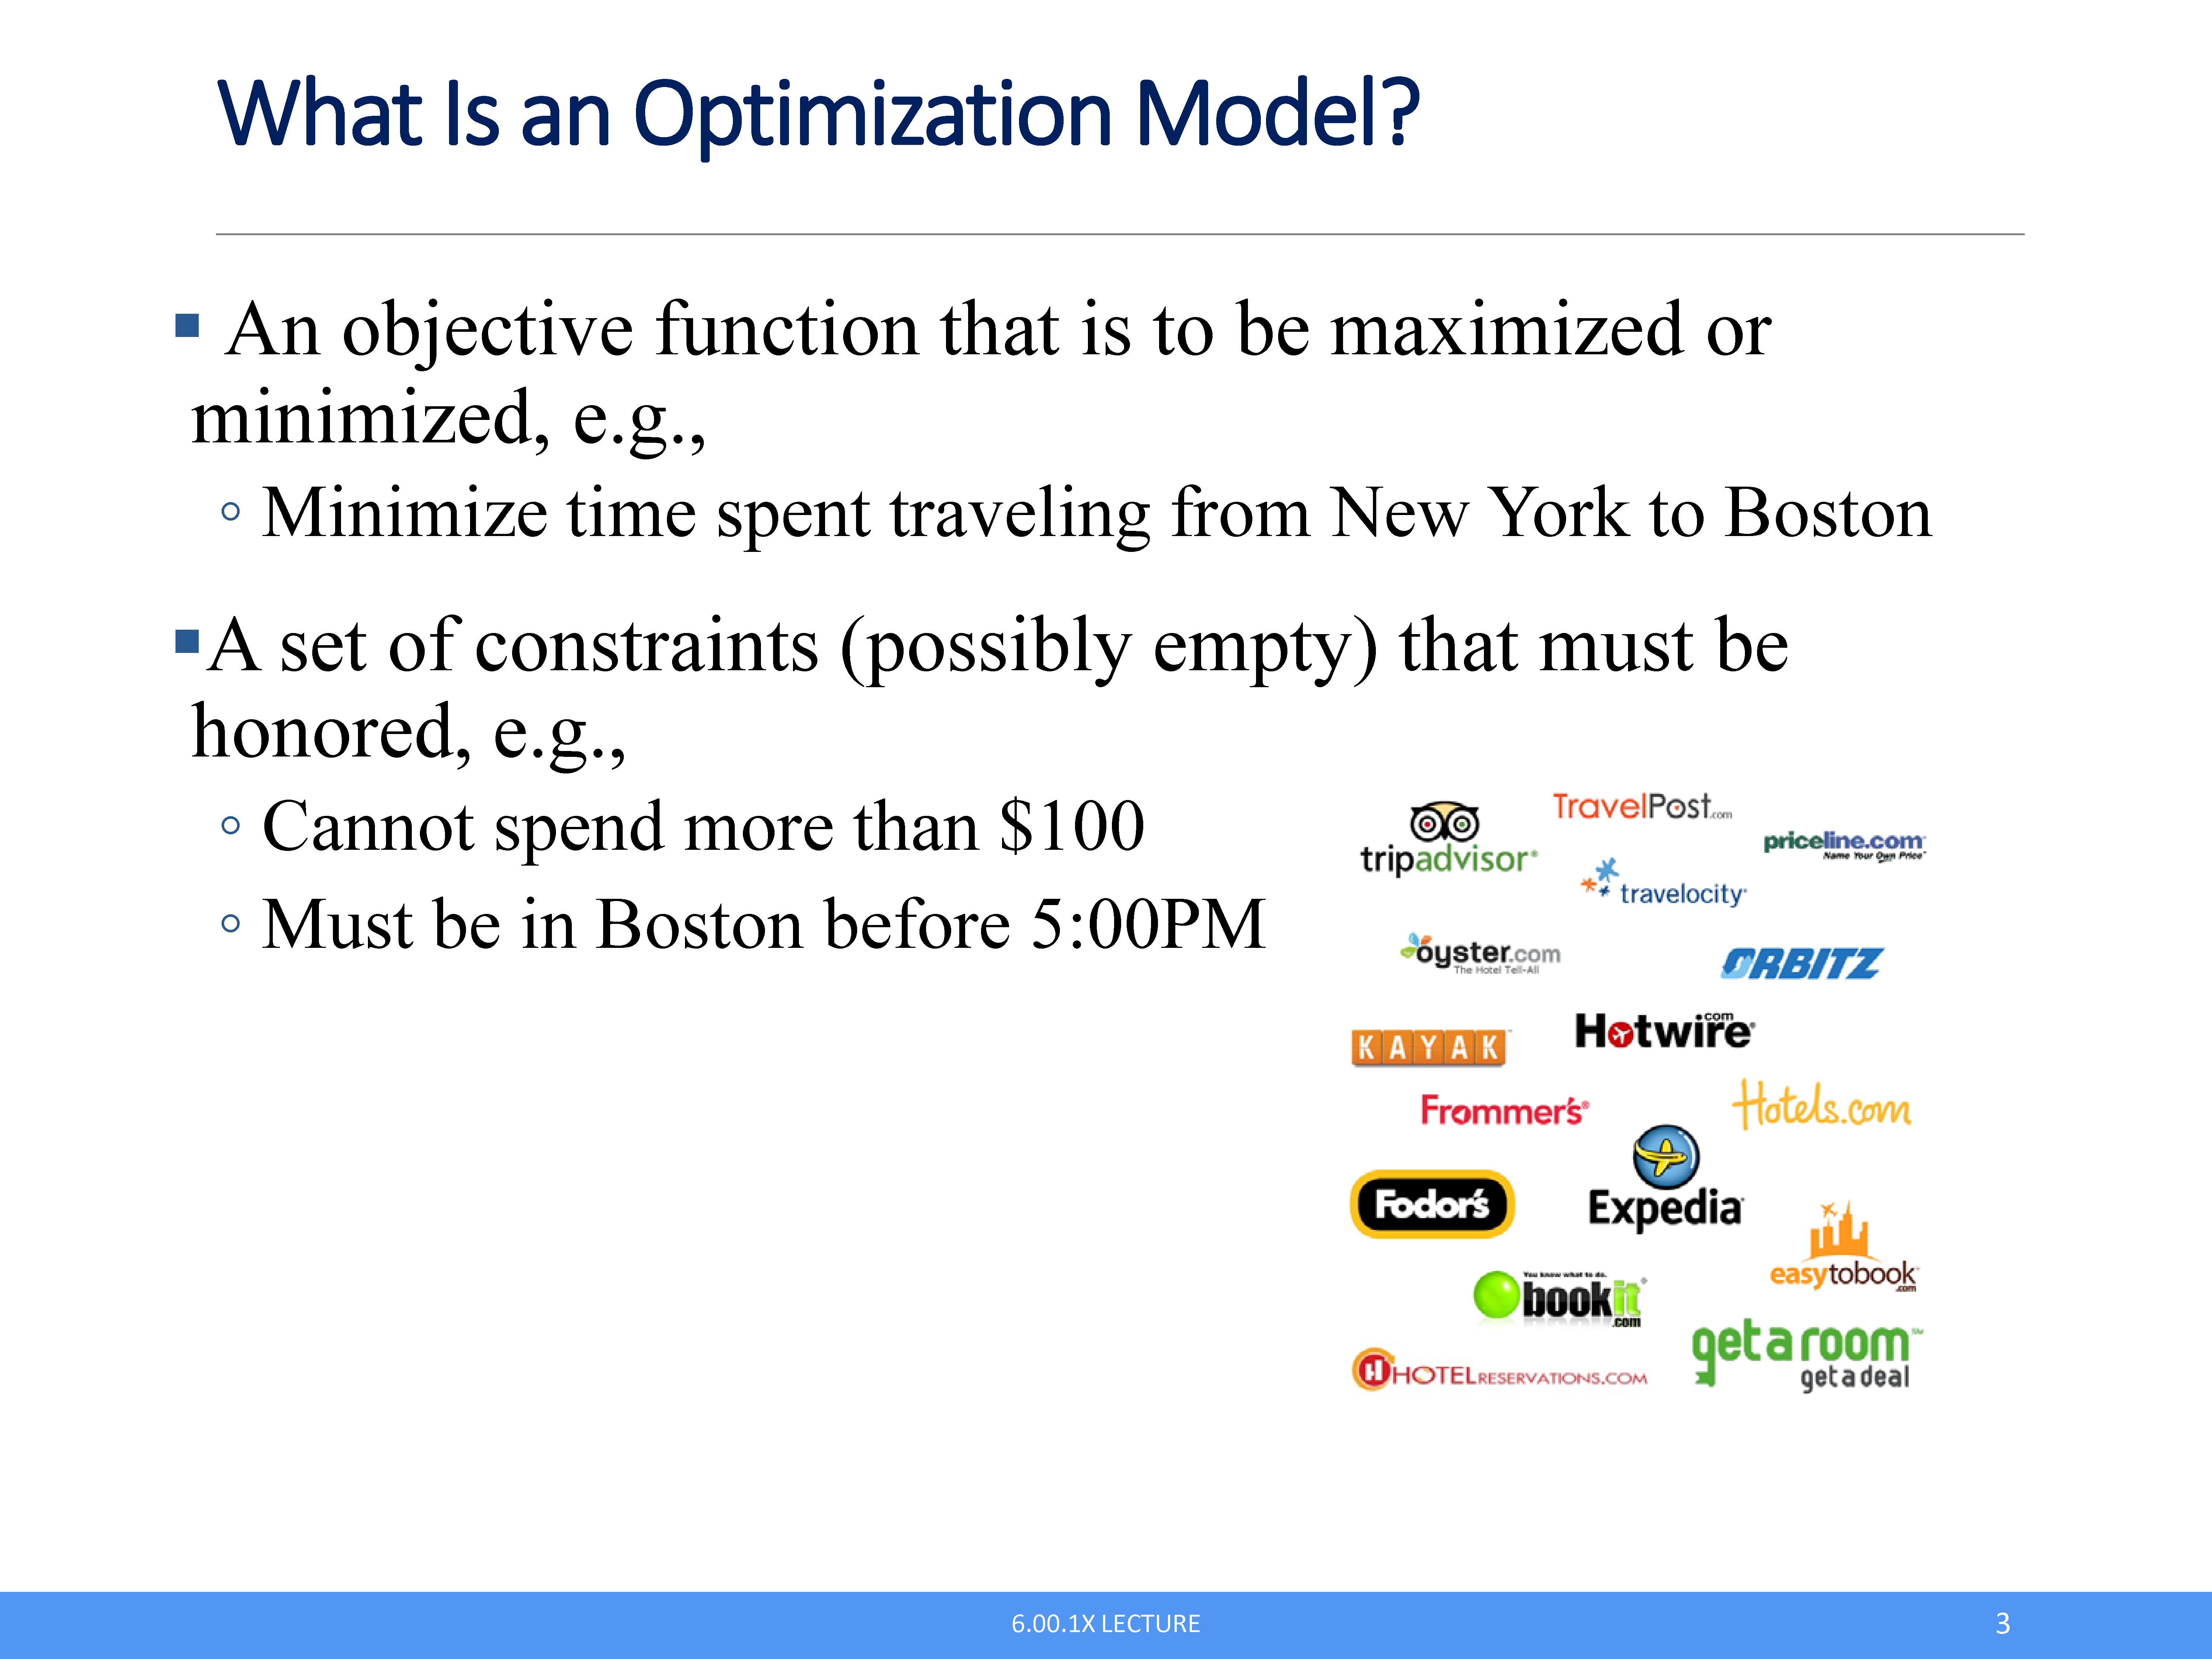 What Is an Optimization Model?
▪ An objective function that is to be maximized or
minimized, e.g.,
◦ Minimize time spent traveling from New York to Boston
▪A set of constraints (possibly empty) that must be
honored, e.g.,
◦ Cannot spend more than $100
◦ Must be in Boston before 5:00PM
tripadvisor®
TravelPost.com
priceline.com
Name Your Own Price
travelocity
oyster.com
The Hotel Tell-All
ORBITZ
KAYAK
Hotwire.com
Frommer's®
Hotels.com
Fodor's
Expedia
easytobook
.com
You know what to do.
bookit
.com
HOTELRESERVATIONS.COM
getaroom
getadeal
6.00.1X LECTURE
3